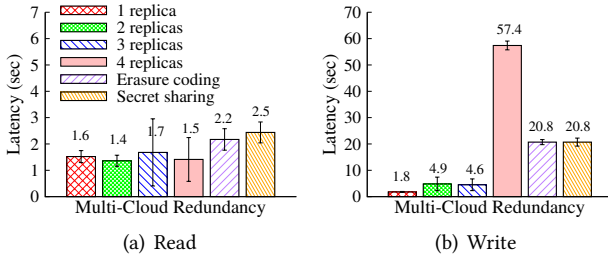 7
6
5
4
3
2
1
0
Latency (sec)
1 replica
2 replicas
3 replicas
4 replicas
Erasure coding
Secret sharing
1.6
1.4
1.7
1.5
2.2
2.5
Multi-Cloud Redundancy
(a) Read
70
60
50
40
30
20
10
0
Latency (sec)
1.8
4.9
4.6
57.4
20.8
20.8
Multi-Cloud Redundancy
(b) Write